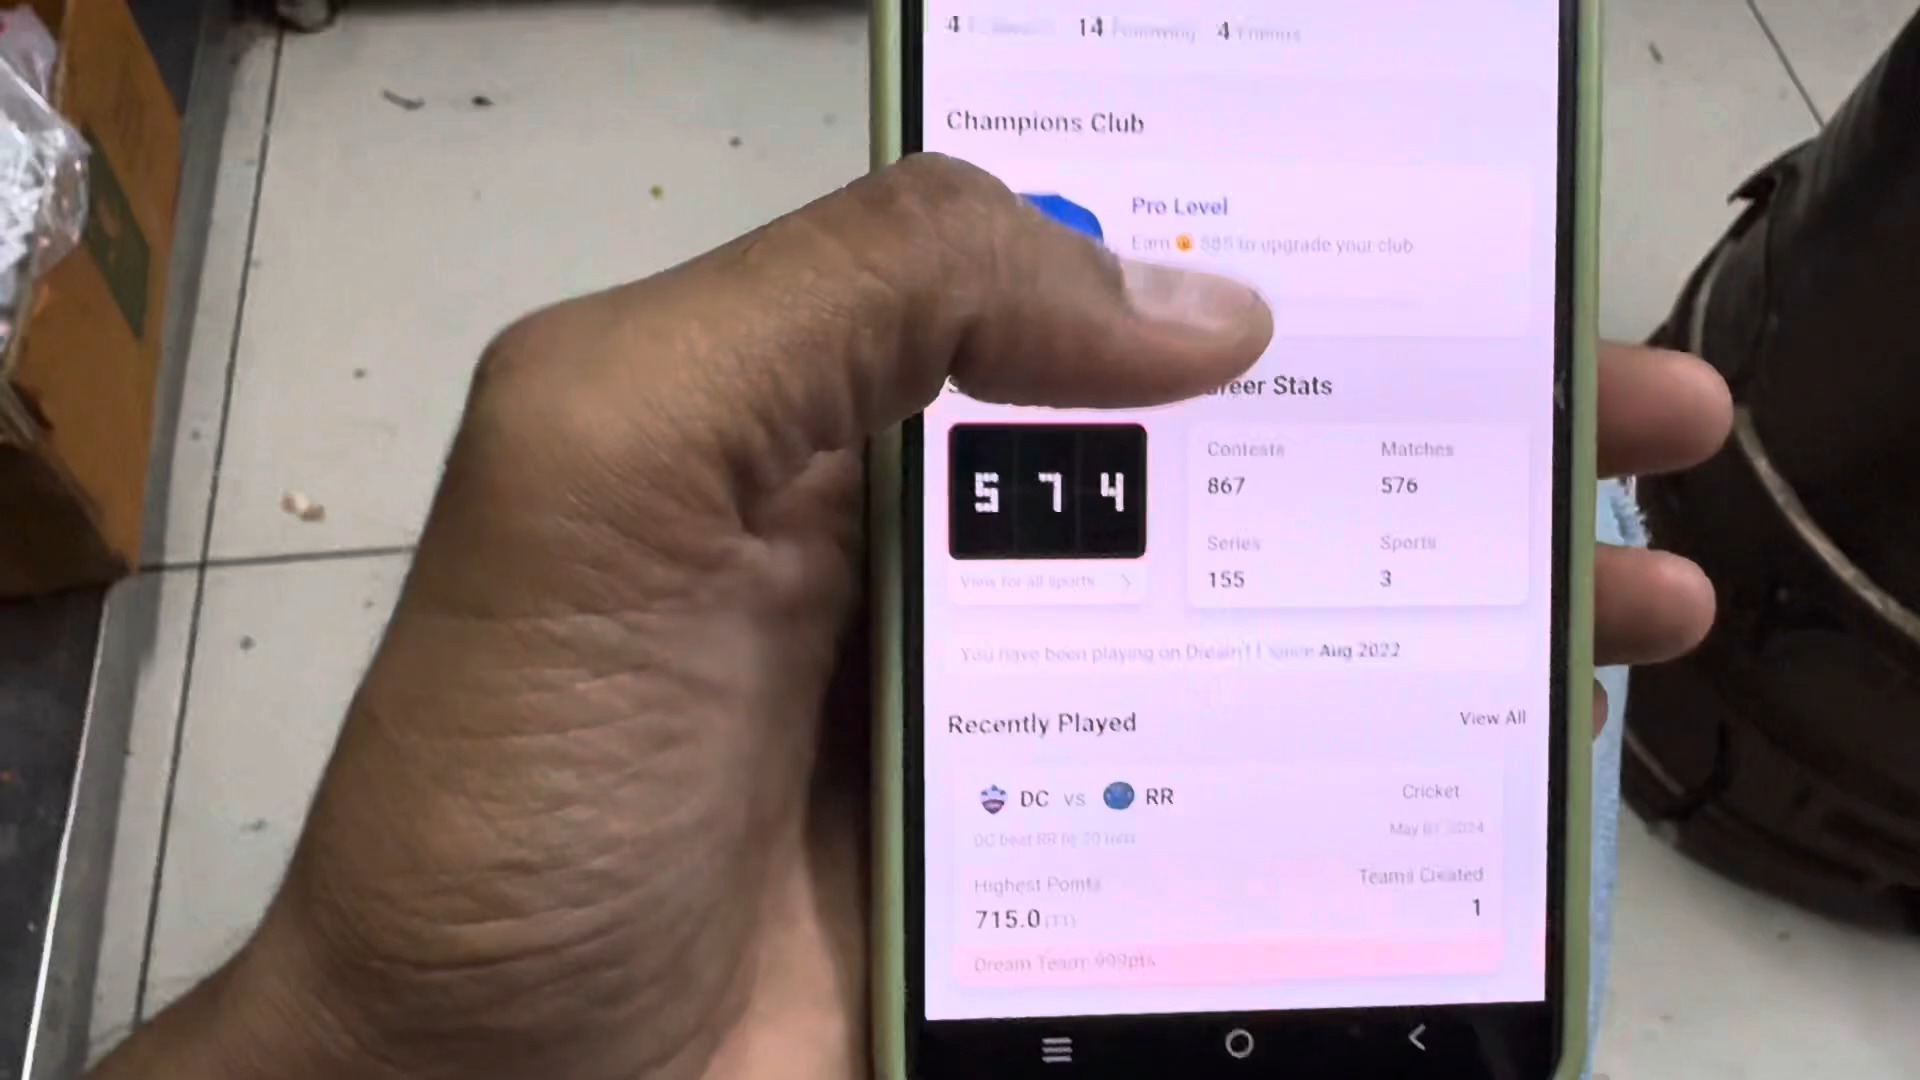 4 14 Following 4 Friends
Champions Club
Pro Level
Earn 585 to upgrade your club
Career Stats
5 7 4
Contests Matches
867 576
Series Sports
155 3
View for all sports
You have been playing on Dream11 since Aug 2022
Recently Played View All
DC vs RR Cricket
DC beat RR by 20 runs May 07, 2024
Highest Points Teams Created
715.0 (T1) 1
Dream Team: 999pts